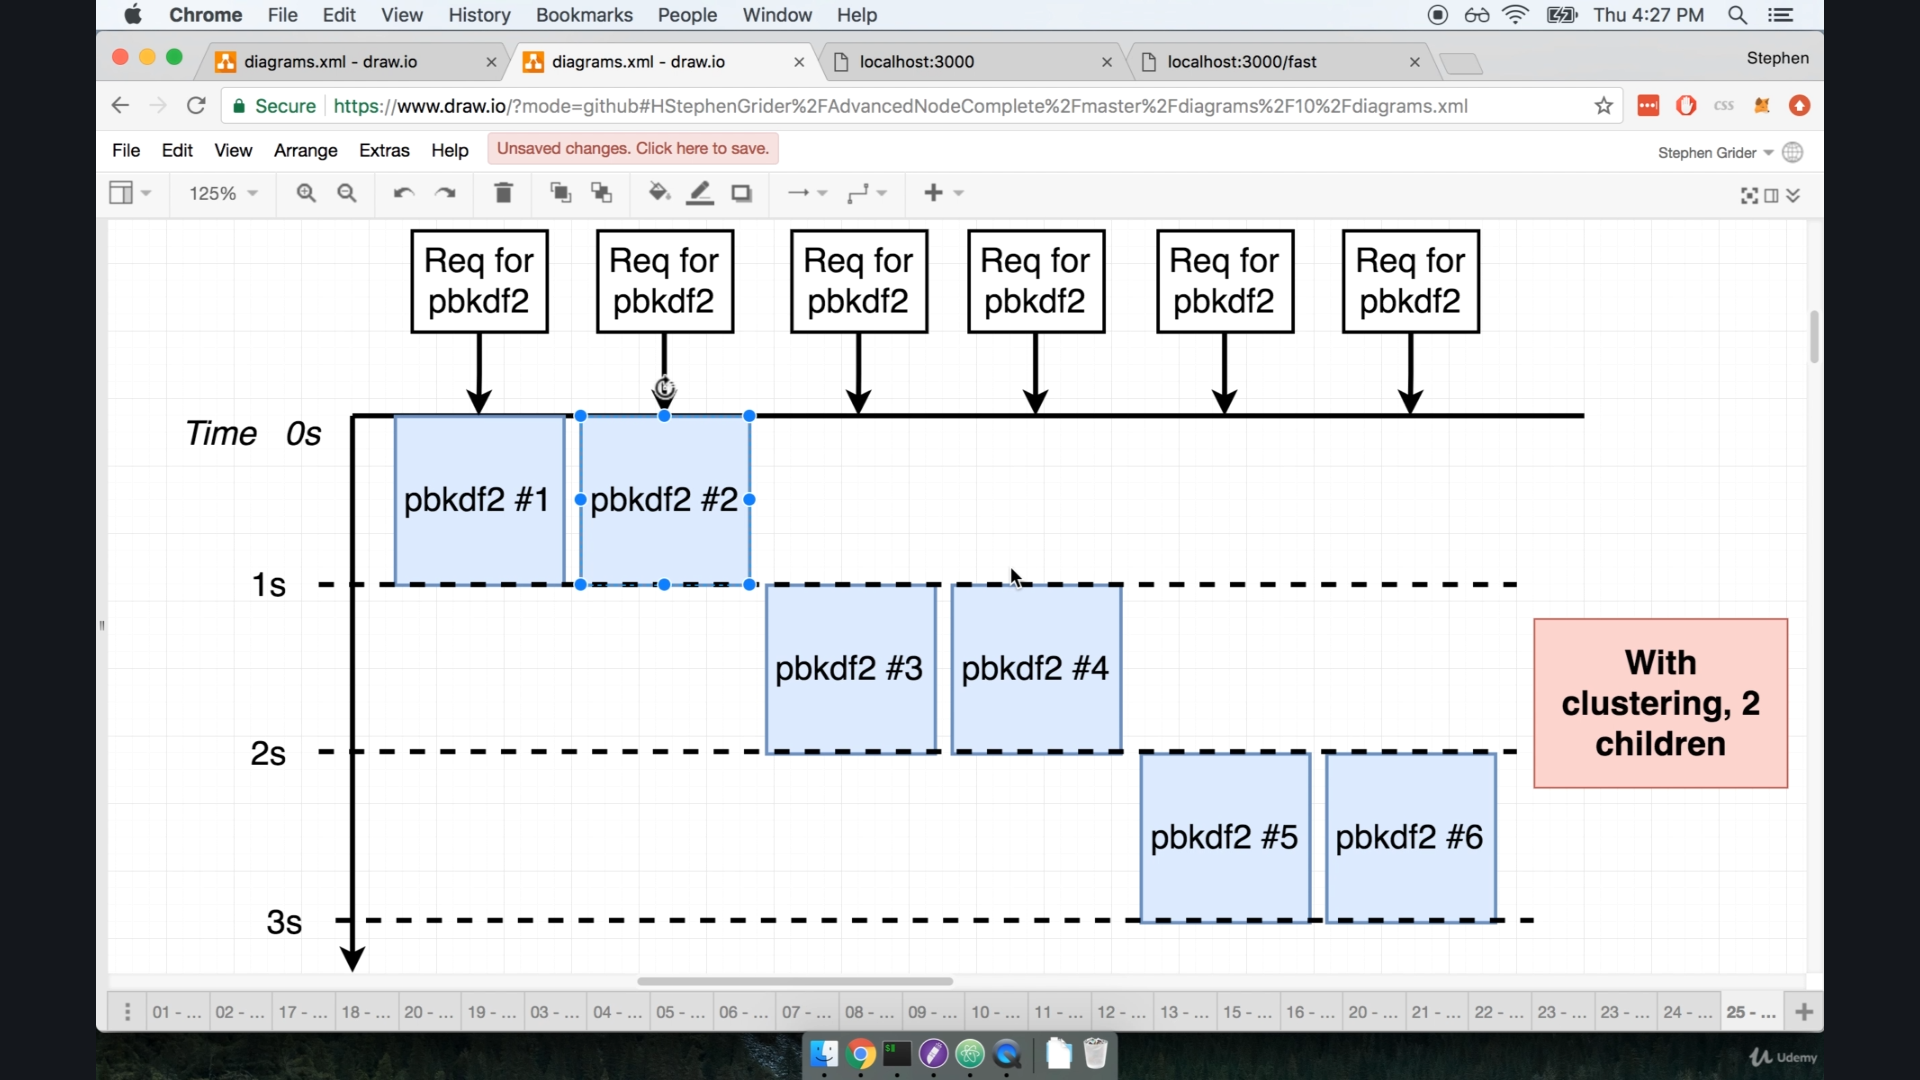 Chrome File Edit View History Bookmarks People Window Help Thu 4:27 PM
diagrams.xml - draw.io diagrams.xml - draw.io localhost:3000 localhost:3000/fast Stephen
Secure https://www.draw.io/?mode=github#HStephenGrider%2FAdvancedNodeComplete%2Fmaster%2Fdiagrams%2F10%2Fdiagrams.xml CSS
File Edit View Arrange Extras Help Unsaved changes. Click here to save. Stephen Grider
125%
Req for Req for Req for Req for Req for Req for
pbkdf2 pbkdf2 pbkdf2 pbkdf2 pbkdf2 pbkdf2
Time 0s
pbkdf2 #1 pbkdf2 #2
1s
pbkdf2 #3 pbkdf2 #4
With
clustering, 2
children
2s
pbkdf2 #5 pbkdf2 #6
3s
01 - ... 02 - ... 17 - ... 18 - ... 20 - ... 19 - ... 03 - ... 04 - ... 05 - ... 06 - ... 07 - ... 08 - ... 09 - ... 10 - ... 11 - ... 12 - ... 13 - ... 15 - ... 16 - ... 20 - ... 21 - ... 22 - ... 23 - ... 23 - ... 24 - ... 25 - ...
Udemy